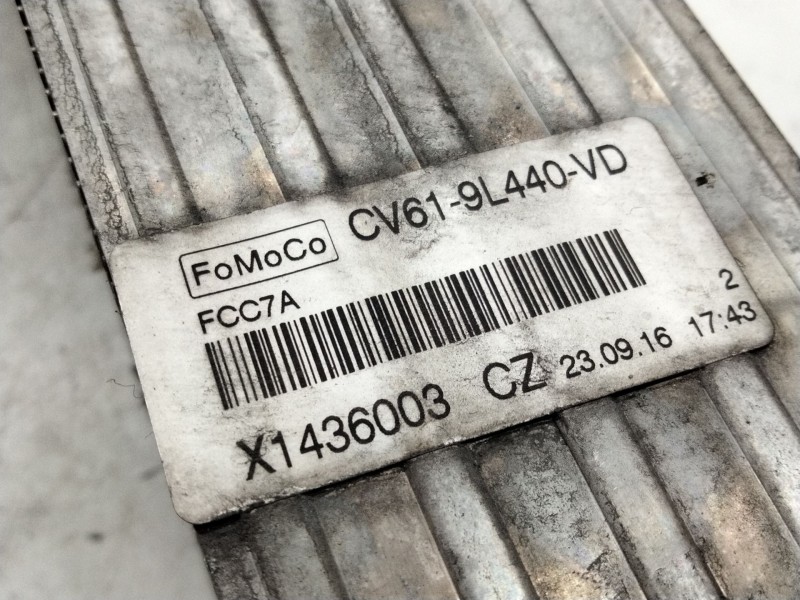 FoMoCo CV61-9L440-VD
FCC7A
2
X1436003 CZ 23.09.16 17:43